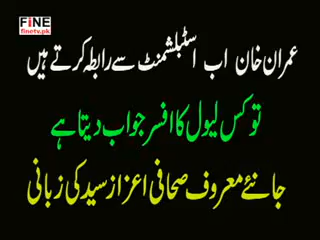 FINE
finetv.pk
عمران خان اب اسٹبلشمنٹ سے رابطہ کرتے ہیں
تو کس لیول کا افسر جواب دیتا ہے
جانئے معروف صحافی اعزاز سید کی زبانی